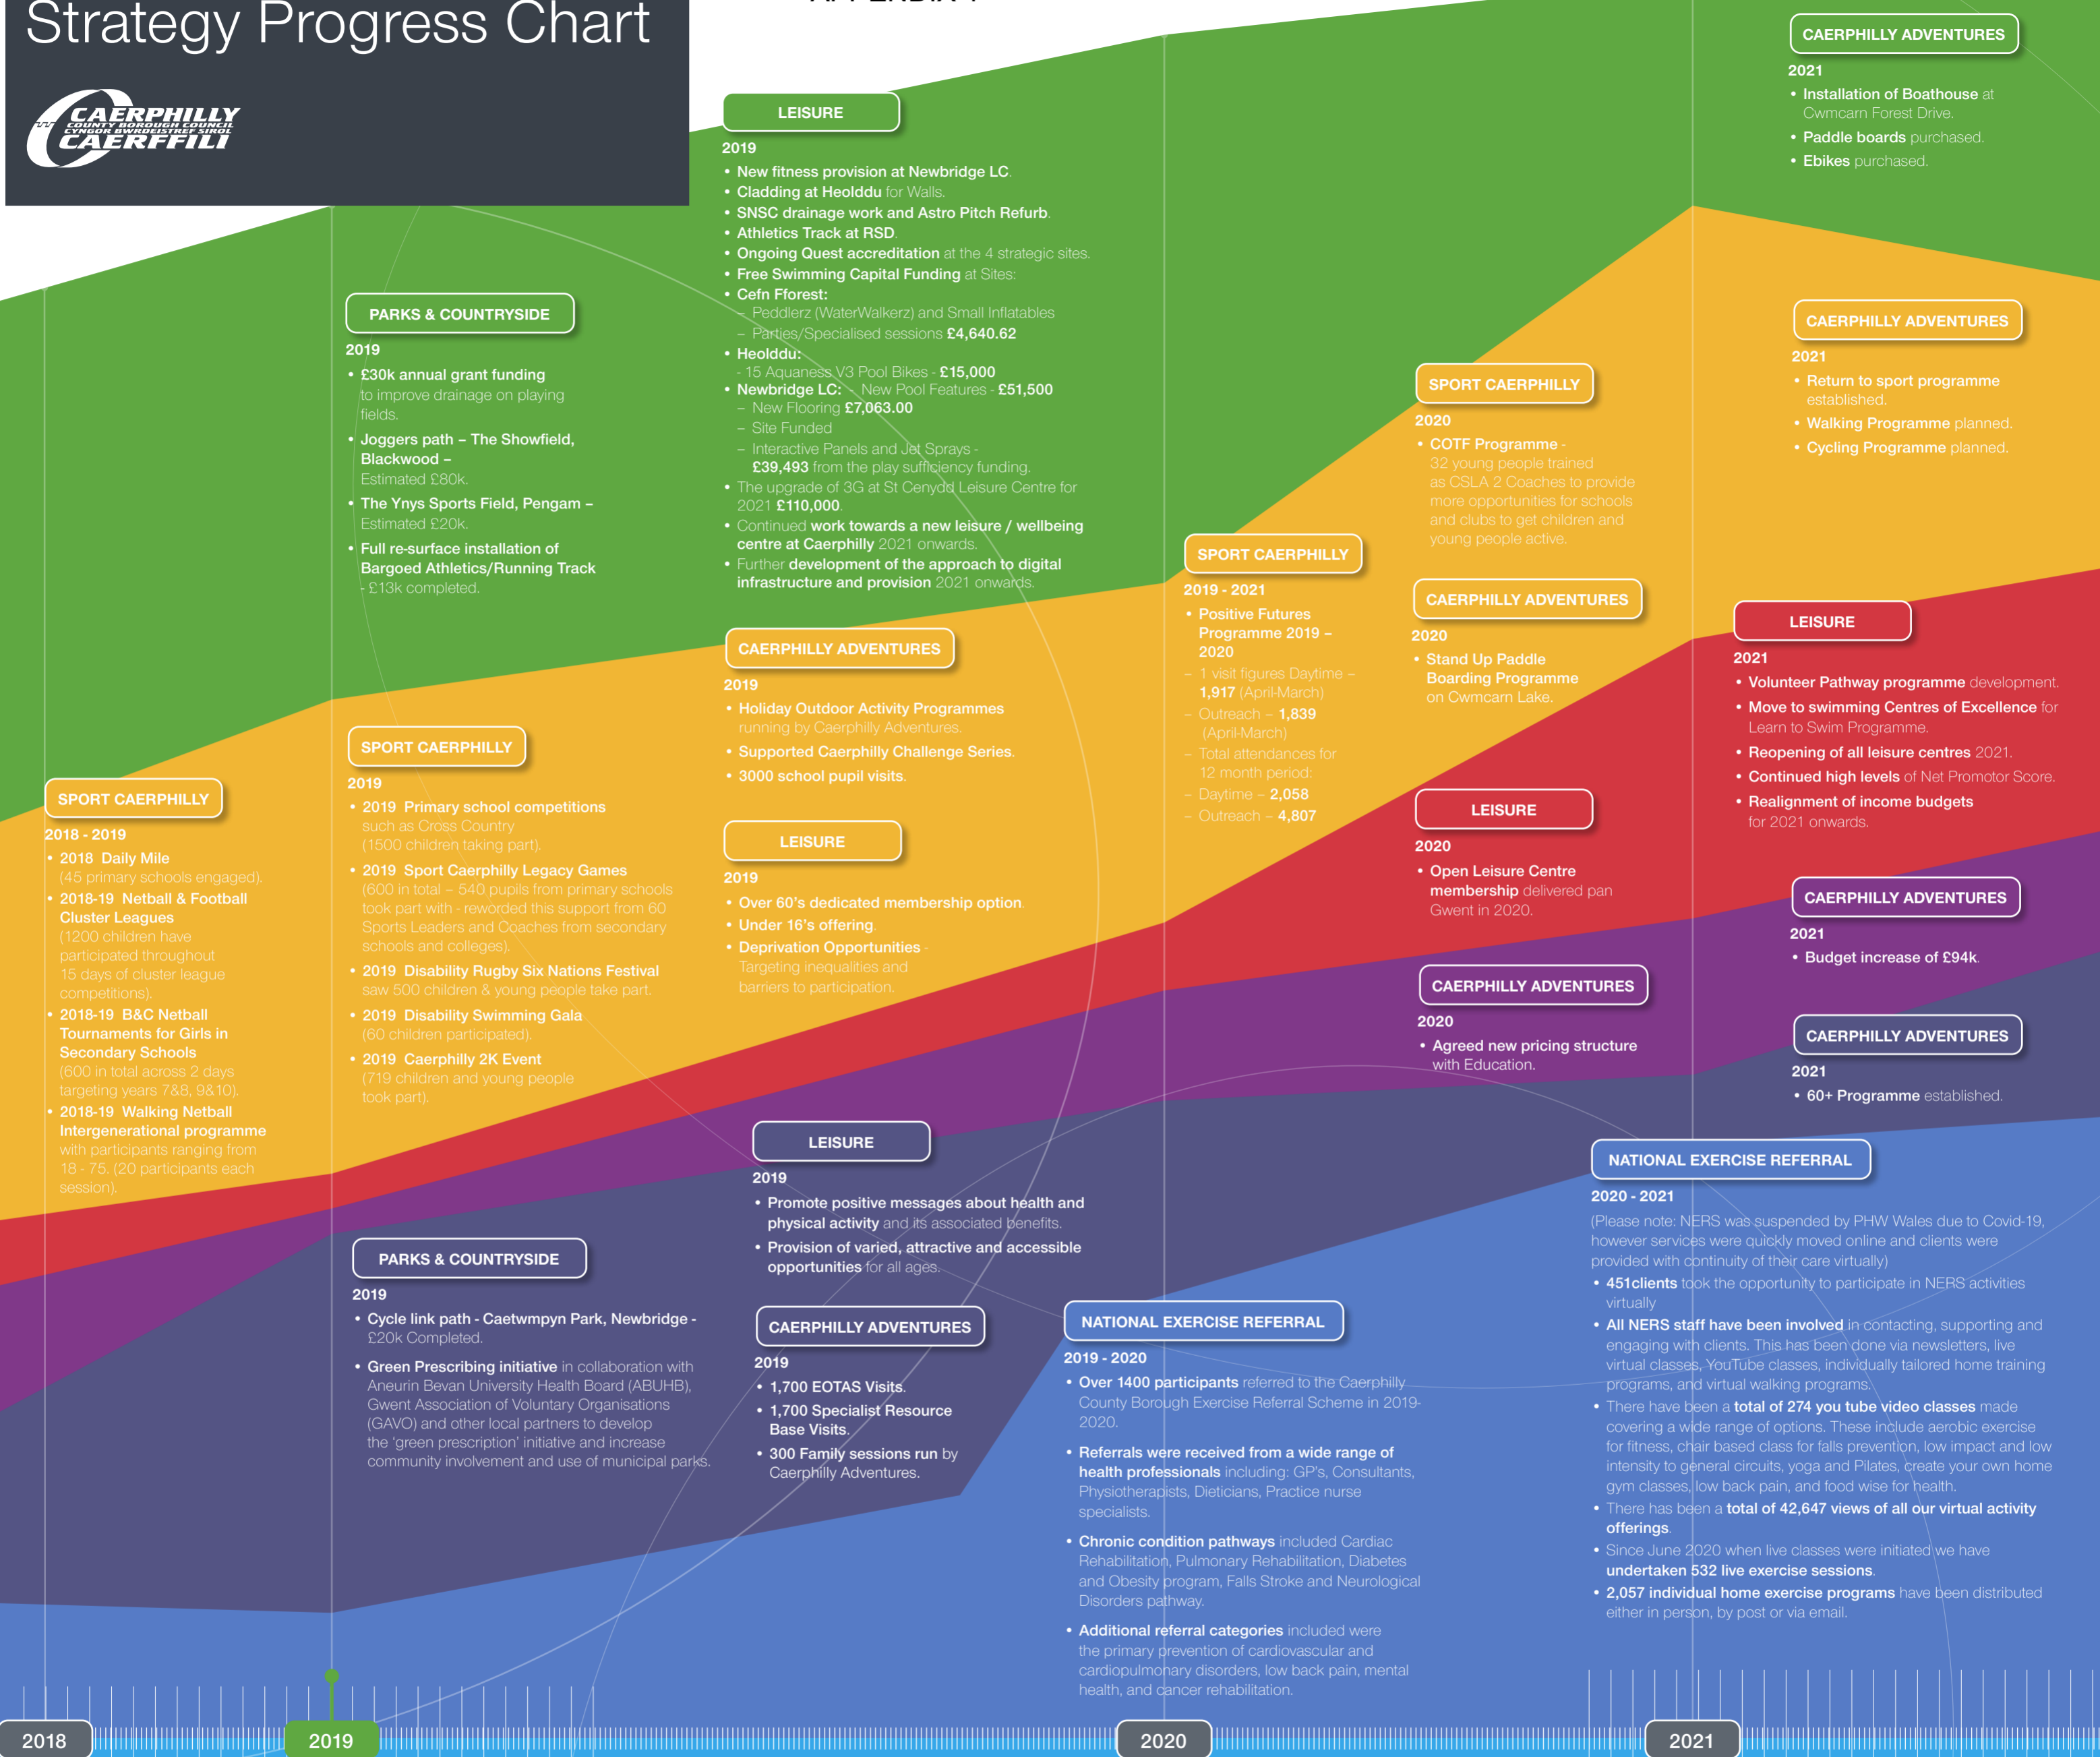 Strategy Progress Chart
CAERPHILLY
COUNTY BOROUGH COUNCIL
CYNGOR BWRDEISTREF SIROL
CAERFFILI
SPORT CAERPHILLY
2018 - 2019
• 2018 Daily Mile
(45 primary schools engaged).
• 2018-19 Netball & Football
Cluster Leagues
(1200 children have
participated throughout
15 days of cluster league
competitions).
• 2018-19 B&C Netball
Tournaments for Girls in
Secondary Schools
(600 in total across 2 days
targeting years 7&8, 9&10).
• 2018-19 Walking Netball
Intergenerational programme
with participants ranging from
18 - 75. (20 participants each
session).
PARKS & COUNTRYSIDE
2019
• £30k annual grant funding
to improve drainage on playing
fields.
• Joggers path – The Showfield,
Blackwood –
Estimated £80k.
• The Ynys Sports Field, Pengam –
Estimated £20k.
• Full re-surface installation of
Bargoed Athletics/Running Track
- £13k completed.
SPORT CAERPHILLY
2019
• 2019 Primary school competitions
such as Cross Country
(1500 children taking part).
• 2019 Sport Caerphilly Legacy Games
(600 in total – 540 pupils from primary schools
took part with - reworded this support from 60
Sports Leaders and Coaches from secondary
schools and colleges).
• 2019 Disability Rugby Six Nations Festival
saw 500 children & young people take part.
• 2019 Disability Swimming Gala
(60 children participated).
• 2019 Caerphilly 2K Event
(719 children and young people
took part).
PARKS & COUNTRYSIDE
2019
• Cycle link path - Caetwmpyn Park, Newbridge -
£20k Completed.
• Green Prescribing initiative in collaboration with
Aneurin Bevan University Health Board (ABUHB),
Gwent Association of Voluntary Organisations
(GAVO) and other local partners to develop
the ‘green prescription’ initiative and increase
community involvement and use of municipal parks.
LEISURE
2019
• New fitness provision at Newbridge LC.
• Cladding at Heolddu for Walls.
• SNSC drainage work and Astro Pitch Refurb.
• Athletics Track at RSD.
• Ongoing Quest accreditation at the 4 strategic sites.
• Free Swimming Capital Funding at Sites:
• Cefn Fforest:
– Peddlerz (WaterWalkerz) and Small Inflatables
– Parties/Specialised sessions £4,640.62
• Heolddu:
- 15 Aquaness V3 Pool Bikes - £15,000
• Newbridge LC: - New Pool Features - £51,500
– New Flooring £7,063.00
– Site Funded
– Interactive Panels and Jet Sprays -
£39,493 from the play sufficiency funding.
• The upgrade of 3G at St Cenydd Leisure Centre for
2021 £110,000.
• Continued work towards a new leisure / wellbeing
centre at Caerphilly 2021 onwards.
• Further development of the approach to digital
infrastructure and provision 2021 onwards.
CAERPHILLY ADVENTURES
2019
• Holiday Outdoor Activity Programmes
running by Caerphilly Adventures.
• Supported Caerphilly Challenge Series.
• 3000 school pupil visits.
LEISURE
2019
• Over 60's dedicated membership option.
• Under 16's offering.
• Deprivation Opportunities -
Targeting inequalities and
barriers to participation.
LEISURE
2019
• Promote positive messages about health and
physical activity and its associated benefits.
• Provision of varied, attractive and accessible
opportunities for all ages.
CAERPHILLY ADVENTURES
2019
• 1,700 EOTAS Visits.
• 1,700 Specialist Resource
Base Visits.
• 300 Family sessions run by
Caerphilly Adventures.
SPORT CAERPHILLY
2019 - 2021
• Positive Futures
Programme 2019 –
2020
– 1 visit figures Daytime –
1,917 (April-March)
– Outreach – 1,839
(April-March)
– Total attendances for
12 month period:
– Daytime – 2,058
– Outreach – 4,807
NATIONAL EXERCISE REFERRAL
2019 - 2020
• Over 1400 participants referred to the Caerphilly
County Borough Exercise Referral Scheme in 2019-
2020.
• Referrals were received from a wide range of
health professionals including: GP's, Consultants,
Physiotherapists, Dieticians, Practice nurse
specialists.
• Chronic condition pathways included Cardiac
Rehabilitation, Pulmonary Rehabilitation, Diabetes
and Obesity program, Falls Stroke and Neurological
Disorders pathway.
• Additional referral categories included were
the primary prevention of cardiovascular and
cardiopulmonary disorders, low back pain, mental
health, and cancer rehabilitation.
SPORT CAERPHILLY
2020
• COTF Programme -
32 young people trained
as CSLA 2 Coaches to provide
more opportunities for schools
and clubs to get children and
young people active.
CAERPHILLY ADVENTURES
2020
• Stand Up Paddle
Boarding Programme
on Cwmcarn Lake.
LEISURE
2020
• Open Leisure Centre
membership delivered pan
Gwent in 2020.
CAERPHILLY ADVENTURES
2020
• Agreed new pricing structure
with Education.
CAERPHILLY ADVENTURES
2021
• Installation of Boathouse at
Cwmcarn Forest Drive.
• Paddle boards purchased.
• Ebikes purchased.
CAERPHILLY ADVENTURES
2021
• Return to sport programme
established.
• Walking Programme planned.
• Cycling Programme planned.
LEISURE
2021
• Volunteer Pathway programme development.
• Move to swimming Centres of Excellence for
Learn to Swim Programme.
• Reopening of all leisure centres 2021.
• Continued high levels of Net Promotor Score.
• Realignment of income budgets
for 2021 onwards.
CAERPHILLY ADVENTURES
2021
• Budget increase of £94k.
CAERPHILLY ADVENTURES
2021
• 60+ Programme established.
NATIONAL EXERCISE REFERRAL
2020 - 2021
(Please note: NERS was suspended by PHW Wales due to Covid-19,
however services were quickly moved online and clients were
provided with continuity of their care virtually)
• 451clients took the opportunity to participate in NERS activities
virtually
• All NERS staff have been involved in contacting, supporting and
engaging with clients. This has been done via newsletters, live
virtual classes, YouTube classes, individually tailored home training
programs, and virtual walking programs.
• There have been a total of 274 you tube video classes made
covering a wide range of options. These include aerobic exercise
for fitness, chair based class for falls prevention, low impact and low
intensity to general circuits, yoga and Pilates, create your own home
gym classes, low back pain, and food wise for health.
• There has been a total of 42,647 views of all our virtual activity
offerings.
• Since June 2020 when live classes were initiated we have
undertaken 532 live exercise sessions.
• 2,057 individual home exercise programs have been distributed
either in person, by post or via email.
2018
2019
2020
2021